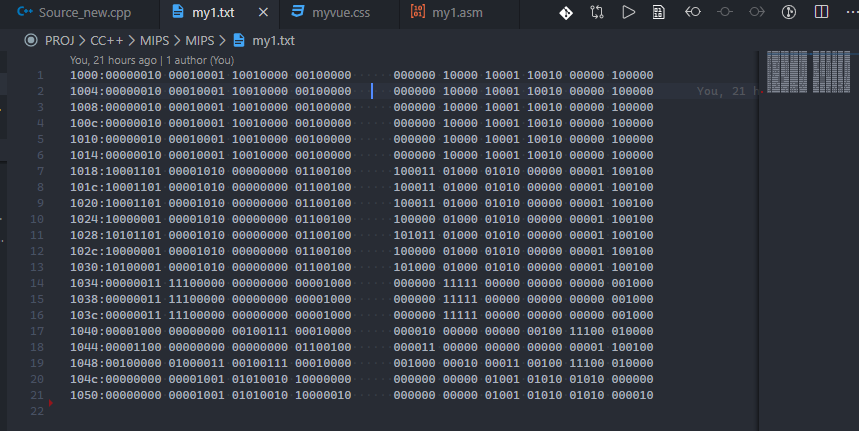 Source_new.cpp my1.txt myvue.css my1.asm
PROJ > CC++ > MIPS > MIPS > my1.txt
You, 21 hours ago | 1 author (You)
1 1000:00000010 00010001 10010000 00100000 000000 10000 10001 10010 00000 100000
2 1004:00000010 00010001 10010000 00100000 000000 10000 10001 10010 00000 100000 You, 21 h
3 1008:00000010 00010001 10010000 00100000 000000 10000 10001 10010 00000 100000
4 100c:00000010 00010001 10010000 00100000 000000 10000 10001 10010 00000 100000
5 1010:00000010 00010001 10010000 00100000 000000 10000 10001 10010 00000 100000
6 1014:00000010 00010001 10010000 00100000 000000 10000 10001 10010 00000 100000
7 1018:10001101 00001010 00000000 01100100 100011 01000 01010 00000 00001 100100
8 101c:10001101 00001010 00000000 01100100 100011 01000 01010 00000 00001 100100
9 1020:10001101 00001010 00000000 01100100 100011 01000 01010 00000 00001 100100
10 1024:10000001 00001010 00000000 01100100 100000 01000 01010 00000 00001 100100
11 1028:10101101 00001010 00000000 01100100 101011 01000 01010 00000 00001 100100
12 102c:10000001 00001010 00000000 01100100 100000 01000 01010 00000 00001 100100
13 1030:10100001 00001010 00000000 01100100 101000 01000 01010 00000 00001 100100
14 1034:00000011 11100000 00000000 00001000 000000 11111 00000 00000 00000 001000
15 1038:00000011 11100000 00000000 00001000 000000 11111 00000 00000 00000 001000
16 103c:00000011 11100000 00000000 00001000 000000 11111 00000 00000 00000 001000
17 1040:00001000 00000000 00100111 00010000 000010 00000 00000 00100 11100 010000
18 1044:00001100 00000000 00000000 01100100 000011 00000 00000 00000 00001 100100
19 1048:00100000 01000011 00100111 00010000 001000 00010 00011 00100 11100 010000
20 104c:00000000 00001001 01010010 10000000 000000 00000 01001 01010 01010 000000
21 1050:00000000 00001001 01010010 10000010 000000 00000 01001 01010 01010 000010
22